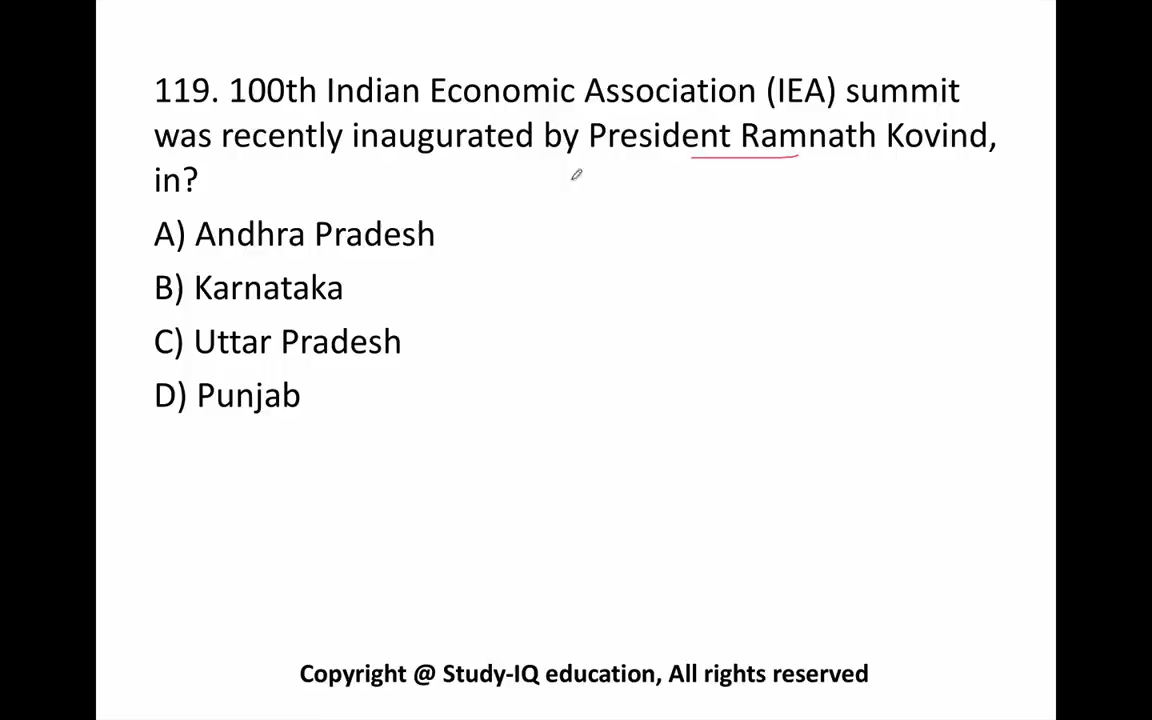 119. 100th Indian Economic Association (IEA) summit
was recently inaugurated by President Ramnath Kovind,
in?
A) Andhra Pradesh
B) Karnataka
C) Uttar Pradesh
D) Punjab
Copyright @ Study-IQ education, All rights reserved